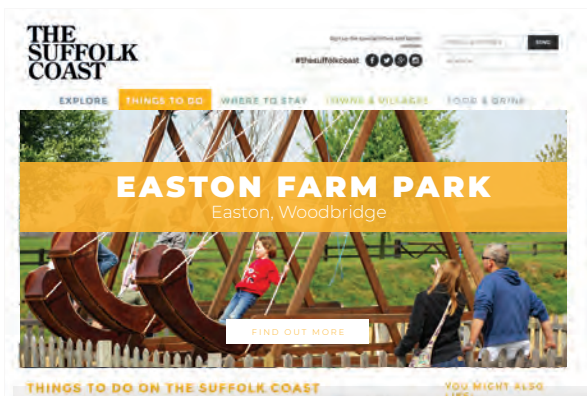 THE
SUFFOLK
COAST
#thesuffolkcoast
SEND
EXPLORE THINGS TO DO WHERE TO STAY TOWNS & VILLAGES FOOD & DRINK
EASTON FARM PARK
Easton, Woodbridge
FIND OUT MORE
THINGS TO DO ON THE SUFFOLK COAST
YOU MIGHT ALSO
LIKE: